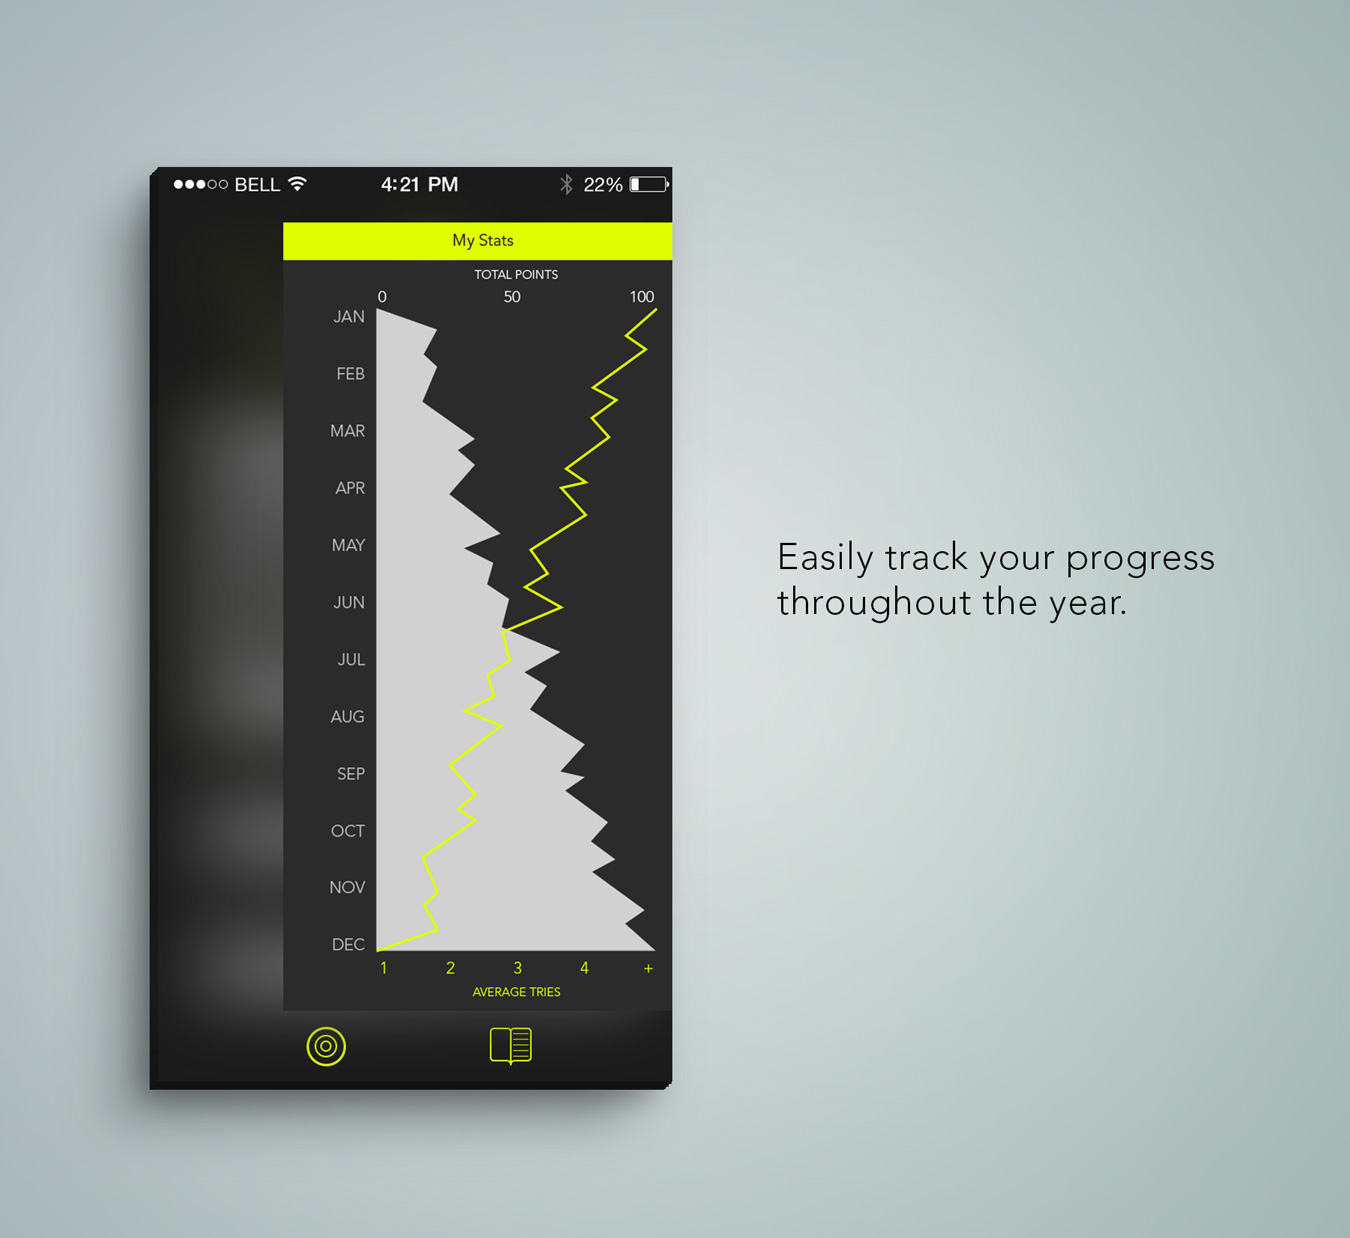 BELL 4:21 PM 22%
My Stats
TOTAL POINTS
0 50 100
JAN
FEB
MAR
APR
MAY
JUN
JUL
AUG
SEP
OCT
NOV
DEC
1 2 3 4 +
AVERAGE TRIES
Easily track your progress
throughout the year.